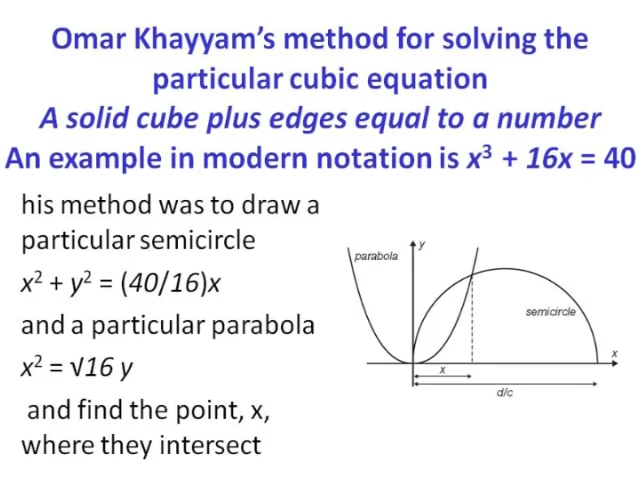 Omar Khayyam's method for solving the
particular cubic equation
A solid cube plus edges equal to a number
An example in modern notation is x³ + 16x = 40
his method was to draw a
particular semicircle
x² + y² = (40/16)x
and a particular parabola
x² = √16 y
and find the point, x,
where they intersect
y
parabola
semicircle
x
x
d/c